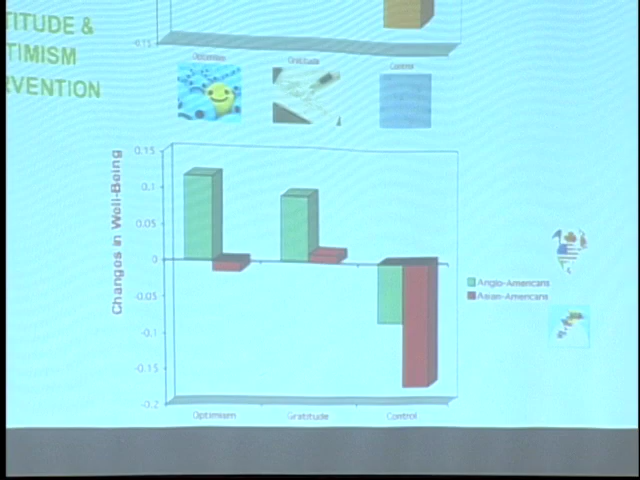 TITUDE &
TIMISM
RVENTION
-0.15
Optimism
Gratitude
Control
Changes in Well-Being
0.15
0.1
0.05
0
-0.05
-0.1
-0.15
-0.2
Optimism
Gratitude
Control
Anglo-Americans
Asian-Americans